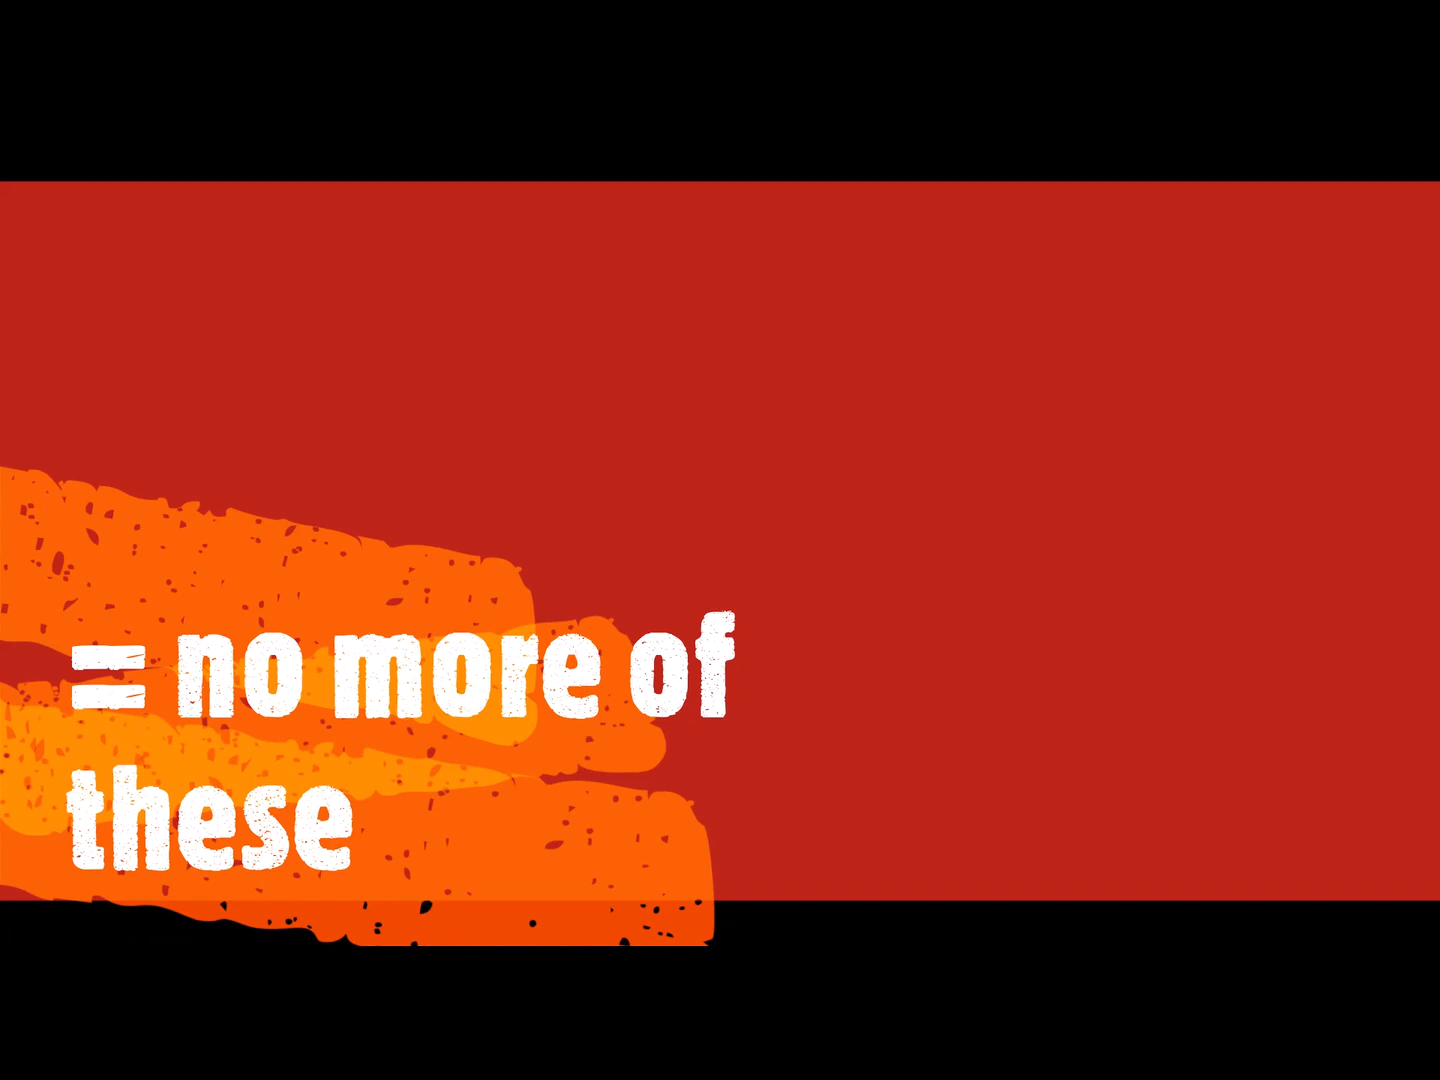 = no more of
these